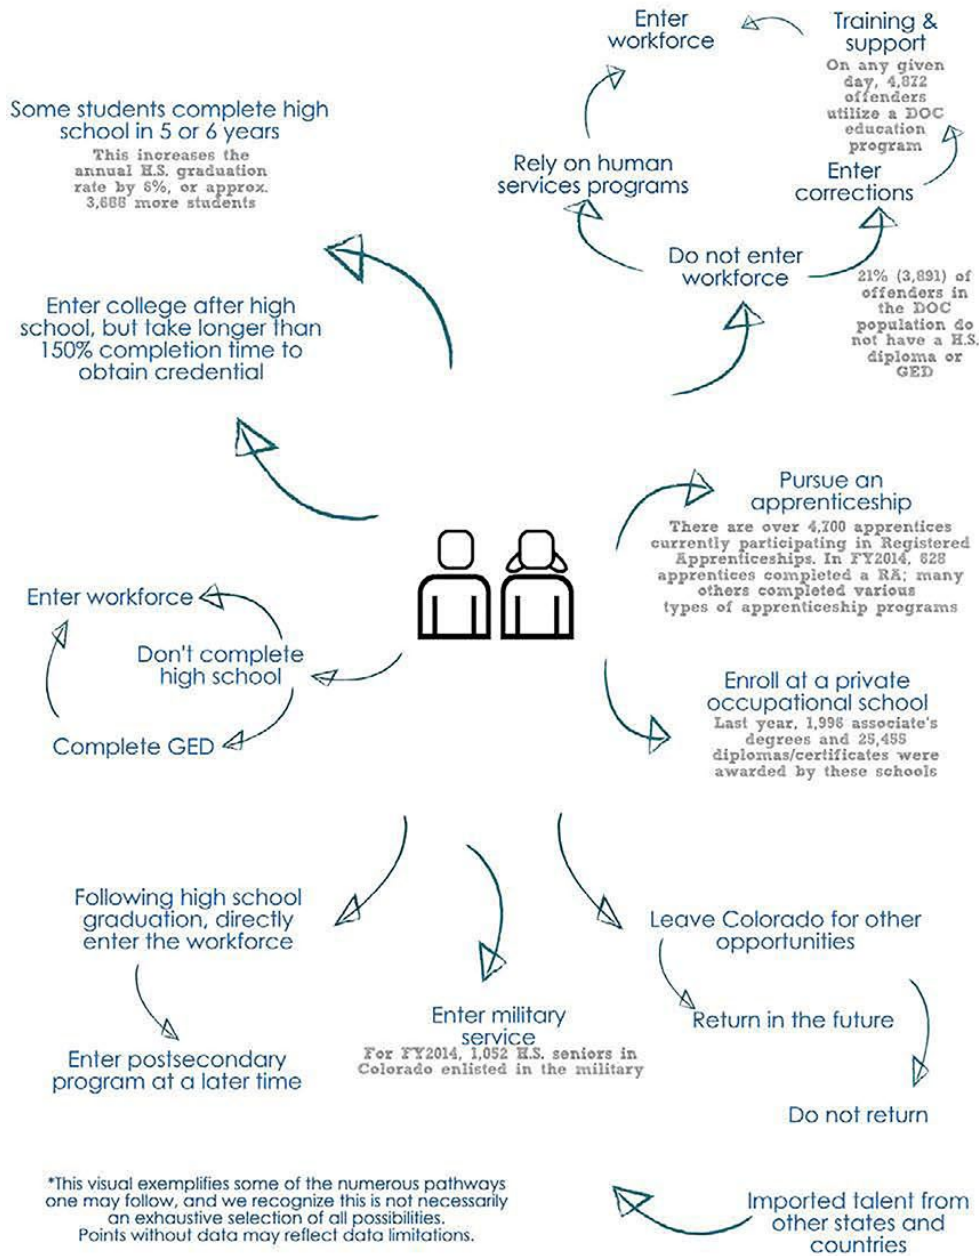 Enter
workforce
Training &
support
On any given
day, 4,872
offenders
utilize a DOC
education
program
Some students complete high
school in 5 or 6 years
This increases the
annual H.S. graduation
rate by 6%, or approx.
3,688 more students
Rely on human
services programs
Enter
corrections
Do not enter
workforce
21% (3,891) of
offenders in
the DOC
population do
not have a H.S.
diploma or
GED
Enter college after high
school, but take longer than
150% completion time to
obtain credential
Pursue an
apprenticeship
There are over 4,700 apprentices
currently participating in Registered
Apprenticeships. In FY2014, 628
apprentices completed a RA; many
others completed various
types of apprenticeship programs
Enter workforce
Don't complete
high school
Complete GED
Enroll at a private
occupational school
Last year, 1,996 associate's
degrees and 25,455
diplomas/certificates were
awarded by these schools
Following high school
graduation, directly
enter the workforce
Enter postsecondary
program at a later time
Enter military
service
For FY2014, 1,052 H.S. seniors in
Colorado enlisted in the military
Leave Colorado for other
opportunities
Return in the future
Do not return
*This visual exemplifies some of the numerous pathways
one may follow, and we recognize this is not necessarily
an exhaustive selection of all possibilities.
Points without data may reflect data limitations.
Imported talent from
other states and
countries